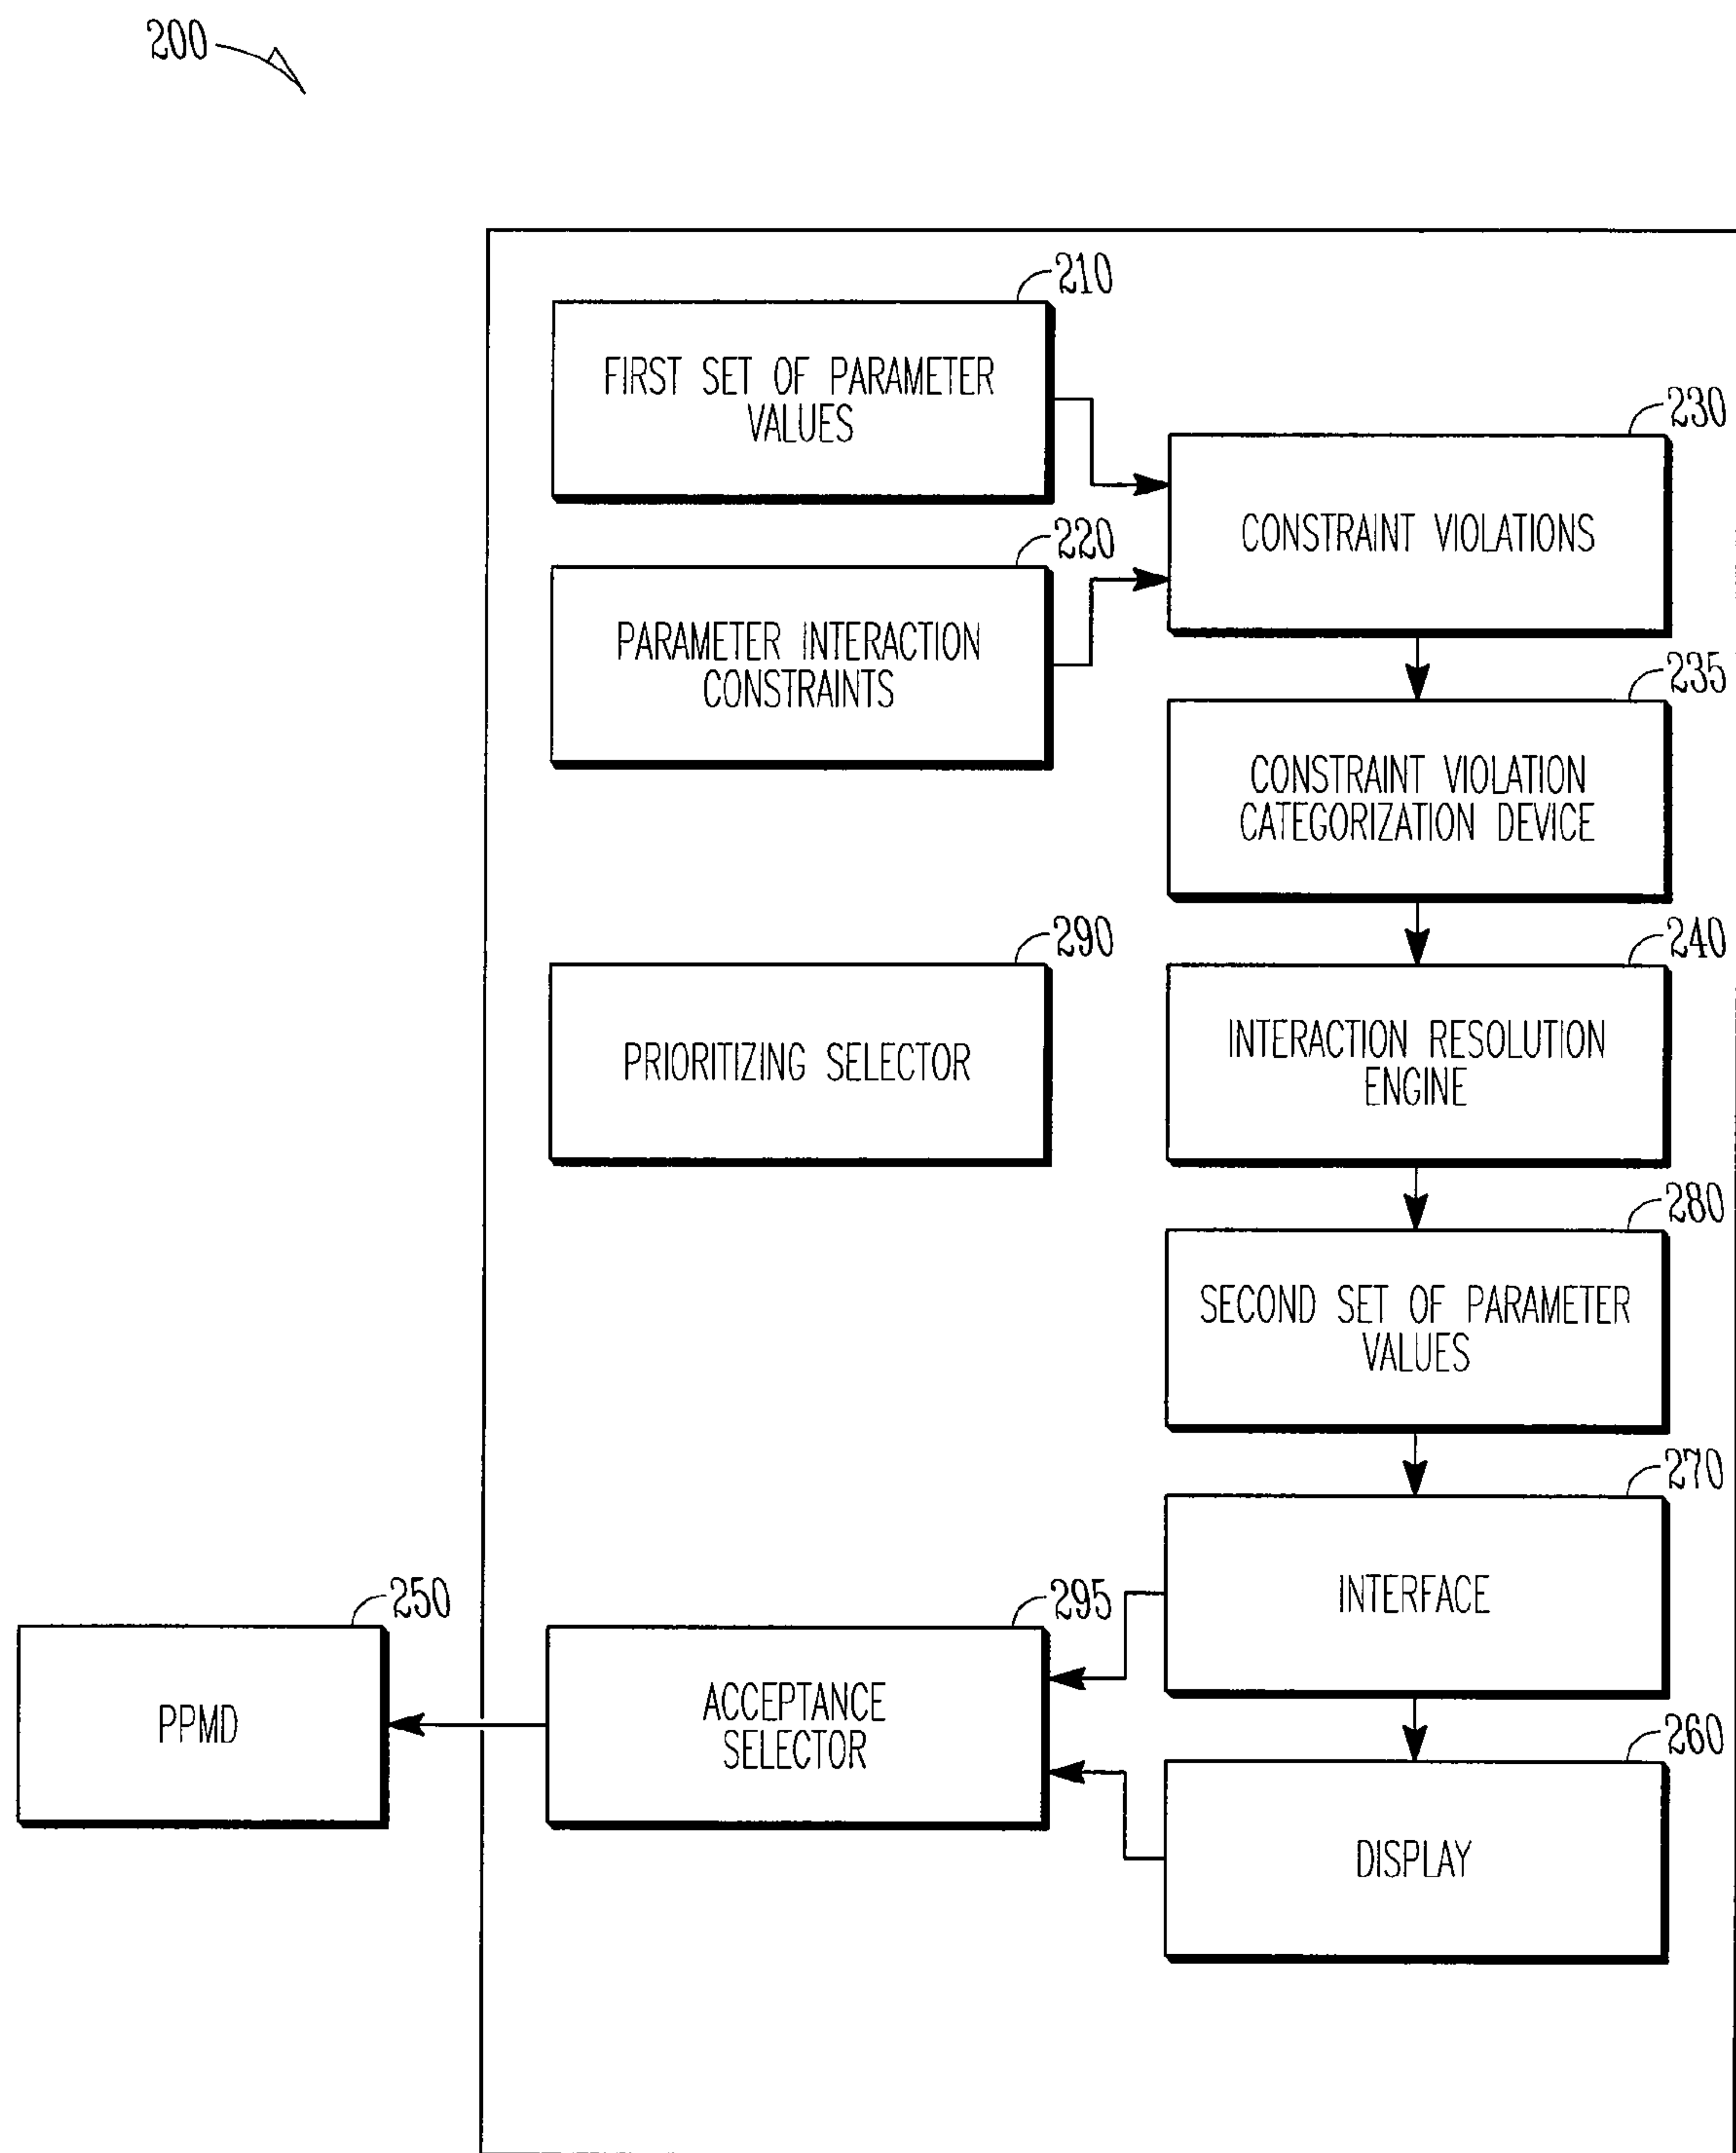 200
210
FIRST SET OF PARAMETER
VALUES
230
CONSTRAINT VIOLATIONS
220
PARAMETER INTERACTION
CONSTRAINTS
235
CONSTRAINT VIOLATION
CATEGORIZATION DEVICE
290
PRIORITIZING SELECTOR
240
INTERACTION RESOLUTION
ENGINE
280
SECOND SET OF PARAMETER
VALUES
270
INTERFACE
250
PPMD
295
ACCEPTANCE
SELECTOR
260
DISPLAY